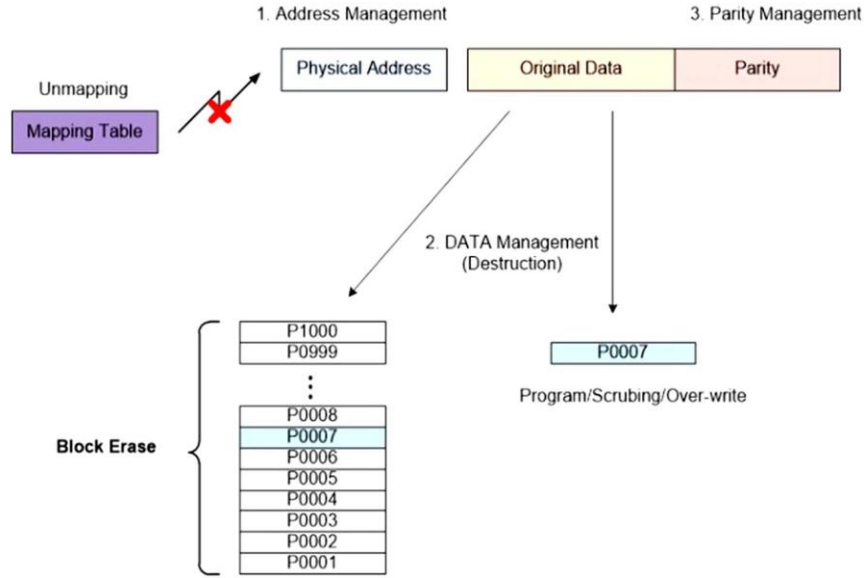 1. Address Management
3. Parity Management
Physical Address
Original Data
Parity
Unmapping
Mapping Table
2. DATA Management
(Destruction)
P1000
P0999
P0008
P0007
P0006
P0005
P0004
P0003
P0002
P0001
Block Erase
P0007
Program/Scrubing/Over-write